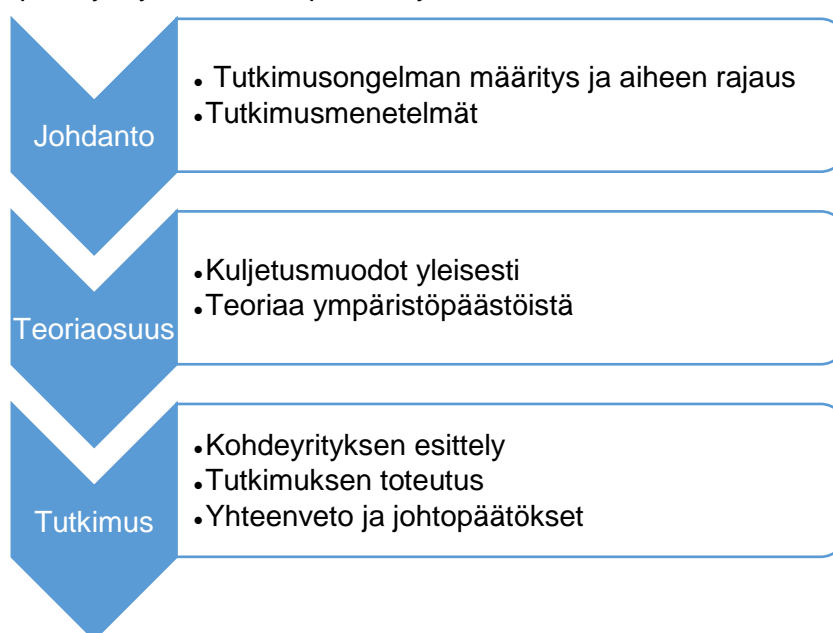 • Tutkimusongelman määritys ja aiheen rajaus
•Tutkimusmenetelmät
Johdanto
•Kuljetusmuodot yleisesti
•Teoriaa ympäristöpäästöistä
Teoriaosuus
•Kohdeyrityksen esittely
•Tutkimuksen toteutus
•Yhteenveto ja johtopäätökset
Tutkimus